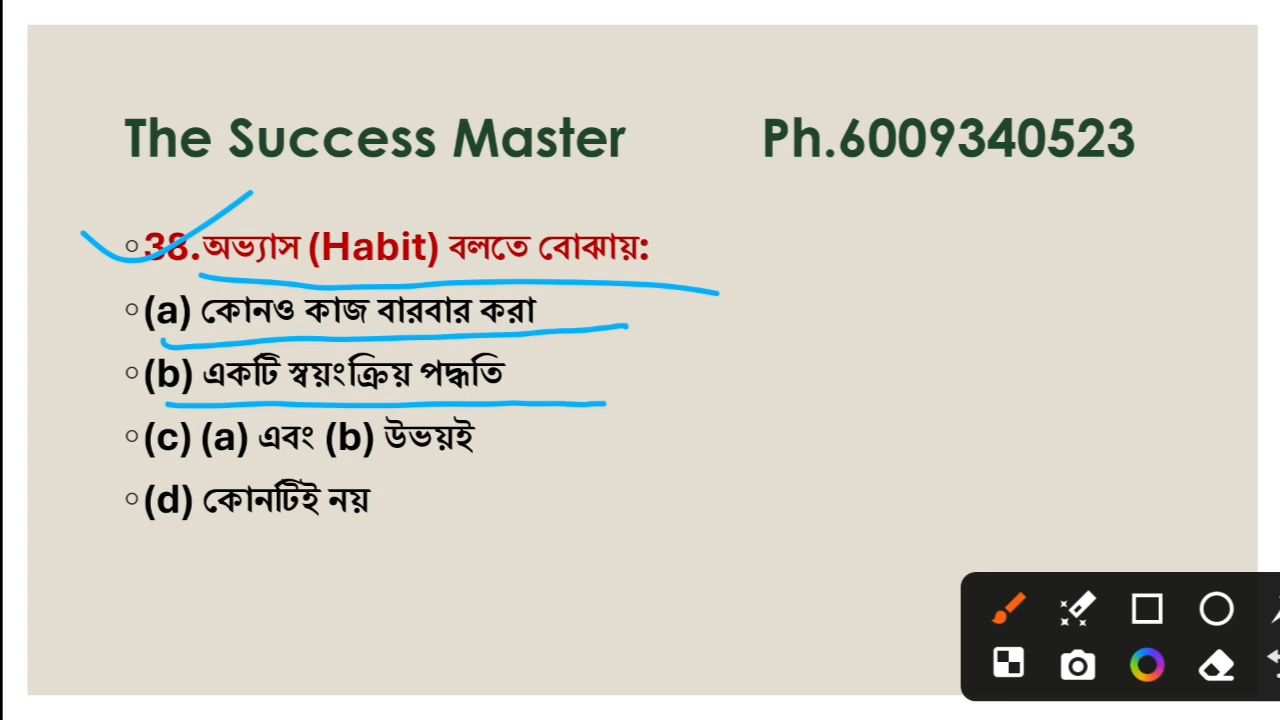 The Success Master Ph.6009340523
38.অভ্যাস (Habit) বলতে বোঝায়:
(a) কোনও কাজ বারবার করা
(b) একটি স্বয়ংক্রিয় পদ্ধতি
(c) (a) এবং (b) উভয়ই
(d) কোনটিই নয়